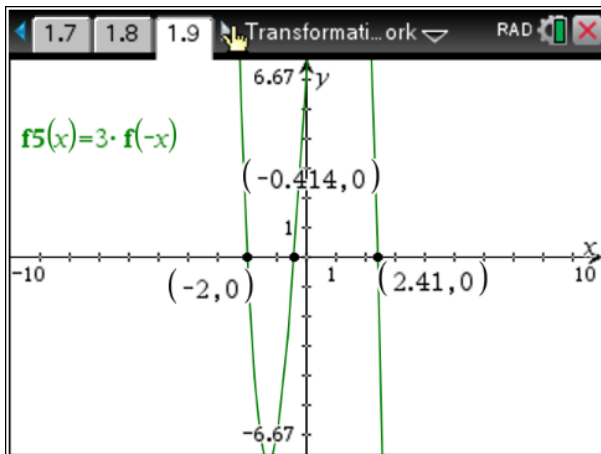 1.7 1.8 1.9 Transformati…ork RAD
6.67 y
f5(x)=3· f(-x)
(-0.414,0)
1
x
-10 1 10
(-2,0) (2.41,0)
-6.67